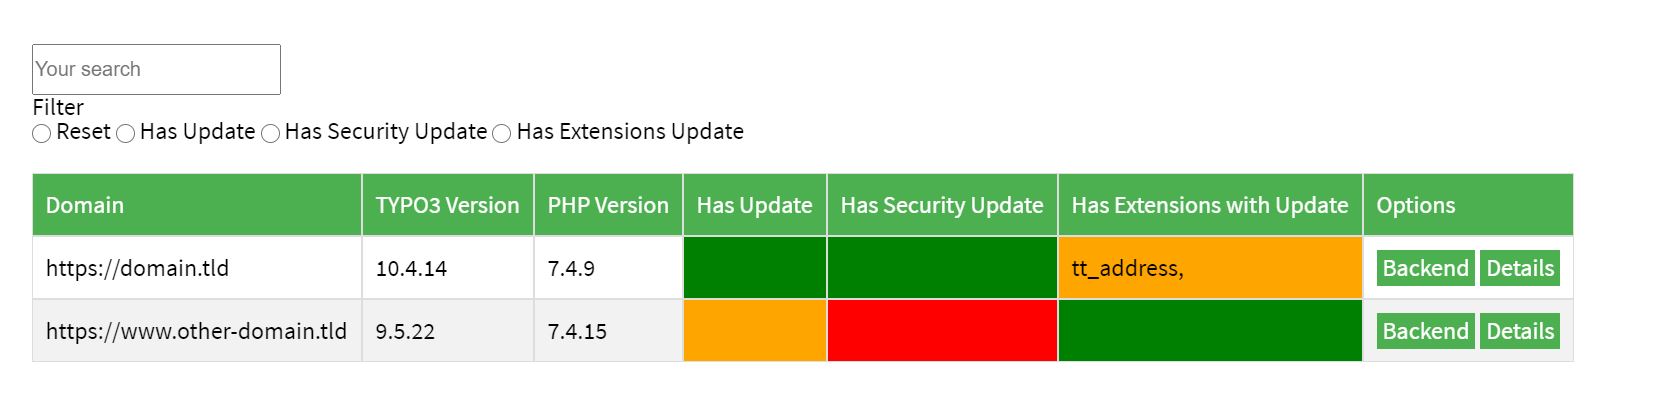 Your search
Filter
Reset Has Update Has Security Update Has Extensions Update
Domain TYPO3 Version PHP Version Has Update Has Security Update Has Extensions with Update Options
https://domain.tld 10.4.14 7.4.9 tt_address, Backend Details
https://www.other-domain.tld 9.5.22 7.4.15 Backend Details